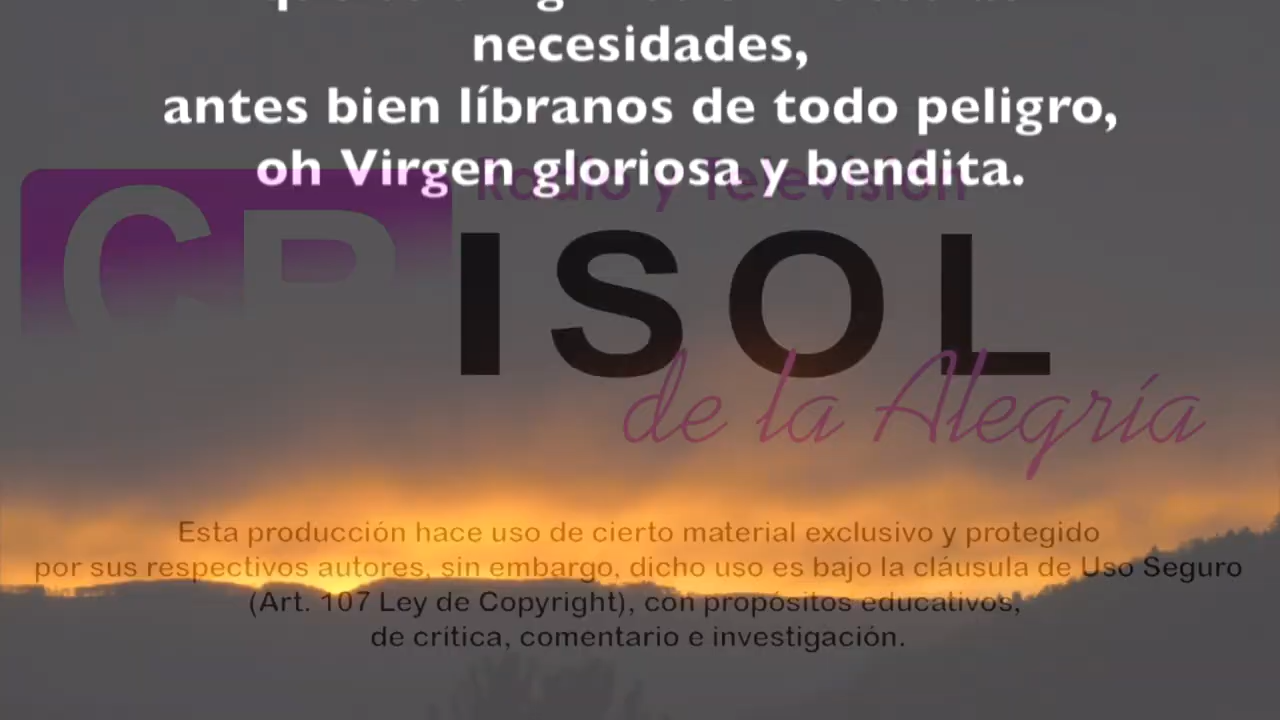 necesidades,
antes bien líbranos de todo peligro,
oh Virgen gloriosa y bendita.
Radio y Televisión
CRISOL
de la Alegría
Esta producción hace uso de cierto material exclusivo y protegido
por sus respectivos autores, sin embargo, dicho uso es bajo la cláusula de Uso Seguro
(Art. 107 Ley de Copyright), con propósitos educativos,
de crítica, comentario e investigación.